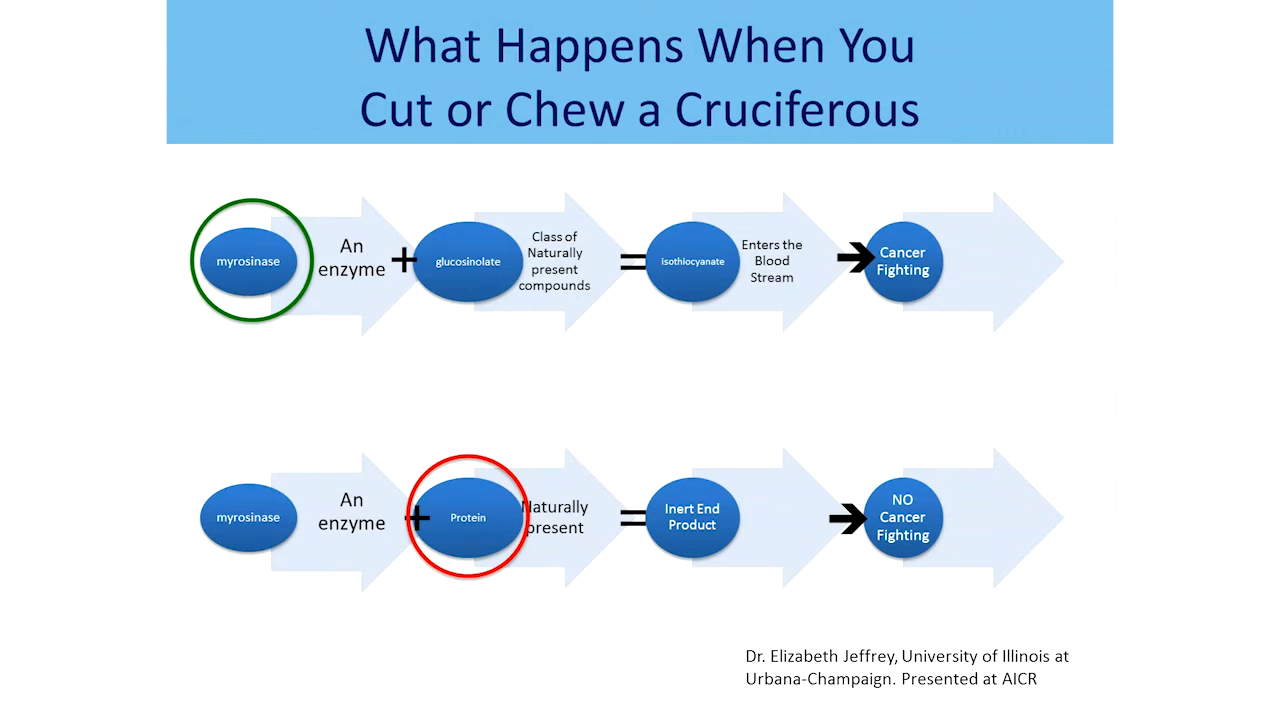 What Happens When You
Cut or Chew a Cruciferous
myrosinase
An
enzyme
+
glucosinolate
Class of
Naturally
present
compounds
=
isothiocyanate
Enters the
Blood
Stream
Cancer
Fighting
myrosinase
An
enzyme
+
Protein
Naturally
present
=
Inert End
Product
NO
Cancer
Fighting
Dr. Elizabeth Jeffrey, University of Illinois at
Urbana-Champaign. Presented at AICR